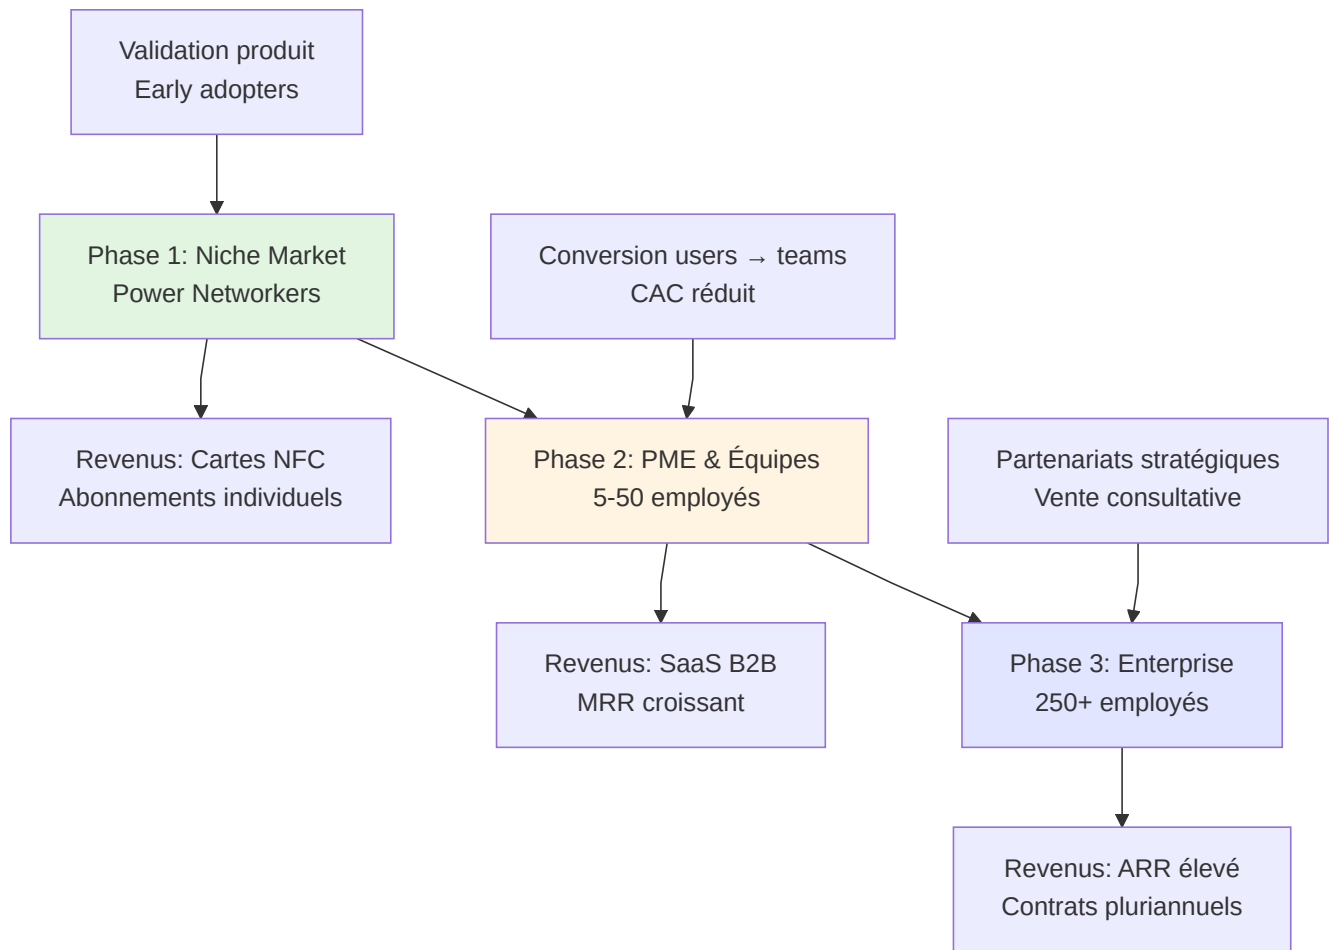 Validation produit
Early adopters
Phase 1: Niche Market
Power Networkers
Conversion users → teams
CAC réduit
Revenus: Cartes NFC
Abonnements individuels
Phase 2: PME & Équipes
5-50 employés
Partenariats stratégiques
Vente consultative
Revenus: SaaS B2B
MRR croissant
Phase 3: Enterprise
250+ employés
Revenus: ARR élevé
Contrats pluriannuels